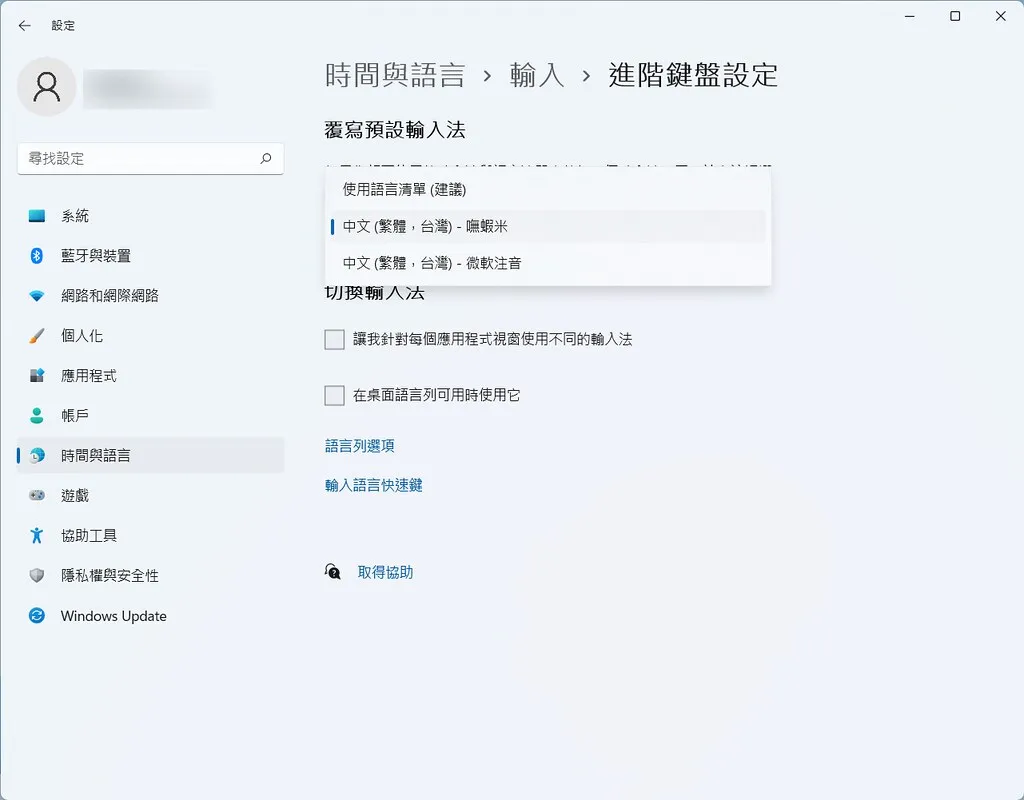 設定
時間與語言 › 輸入 › 進階鍵盤設定
覆寫預設輸入法
尋找設定
使用語言清單 (建議)
中文 (繁體，台灣) - 嘸蝦米
中文 (繁體，台灣) - 微軟注音
切換輸入法
讓我針對每個應用程式視窗使用不同的輸入法
在桌面語言列可用時使用它
語言列選項
輸入語言快速鍵
取得協助
系統
藍牙與裝置
網路和網際網路
個人化
應用程式
帳戶
時間與語言
遊戲
協助工具
隱私權與安全性
Windows Update